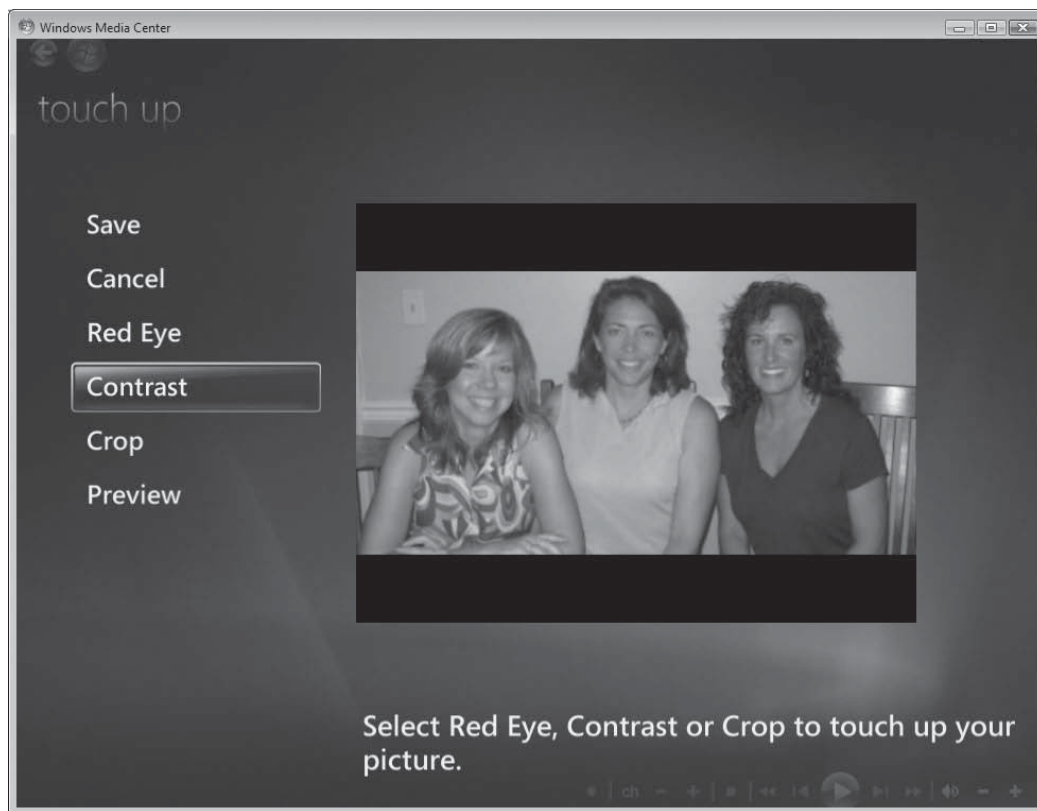 Windows Media Center
touch up
Save
Cancel
Red Eye
Contrast
Crop
Preview
Select Red Eye, Contrast or Crop to touch up your
picture.
ch